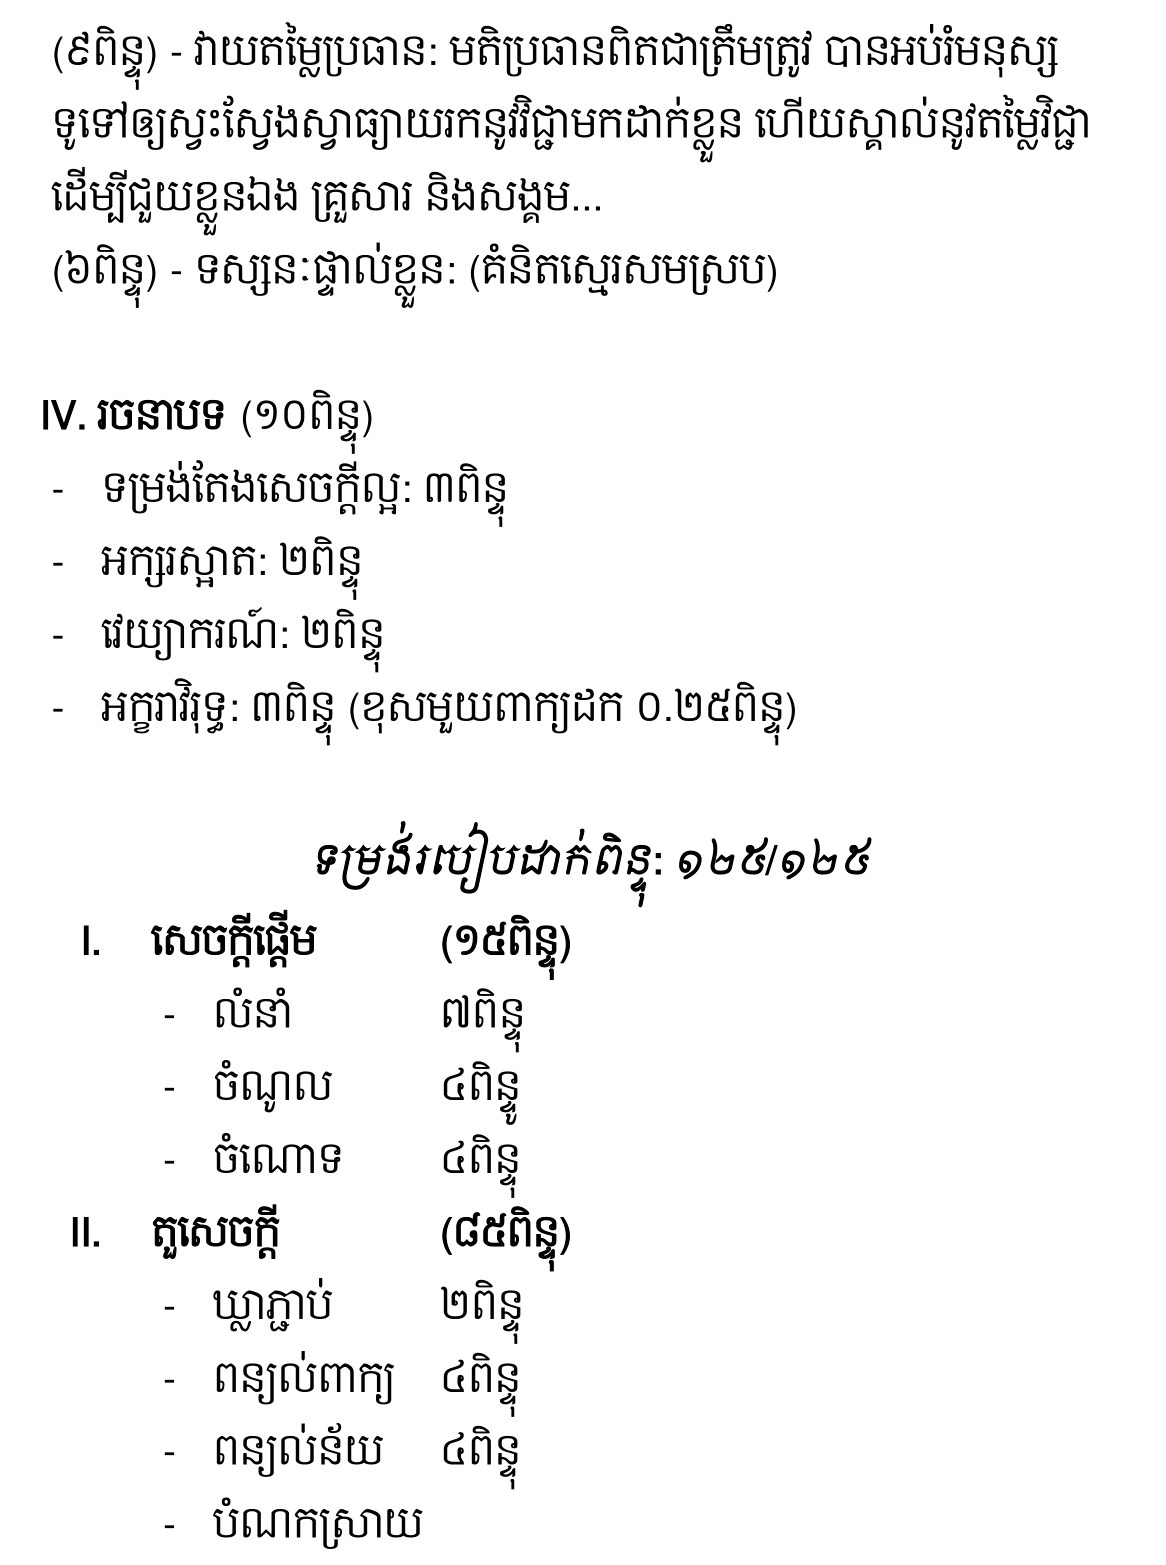 (៩ពិន្ទុ) - វាយតម្លៃប្រធាន: មតិប្រធានពិតជាត្រឹមត្រូវ បានអប់រំមនុស្ស
ទូទៅឲ្យស្វះស្វែងស្វាធ្យាយរកនូវវិជ្ជាមកដាក់ខ្លួន ហើយស្គាល់នូវតម្លៃវិជ្ជា
ដើម្បីជួយខ្លួនឯង គ្រួសារ និងសង្គម...
(៦ពិន្ទុ) - ទស្សនៈផ្ទាល់ខ្លួន: (គំនិតស្មេរសមស្រប)
IV. រចនាបទ (១០ពិន្ទុ)
- ទម្រង់តែងសេចក្ដីល្អ: ៣ពិន្ទុ
- អក្សរស្អាត: ២ពិន្ទុ
- វេយ្យាករណ៍: ២ពិន្ទុ
- អក្ខរាវិរុទ្ធ: ៣ពិន្ទុ (ខុសមួយពាក្យដក ០.២៥ពិន្ទុ)
ទម្រង់របៀបដាក់ពិន្ទុ: ១២៥/១២៥
I. សេចក្ដីផ្ដើម (១៥ពិន្ទុ)
- លំនាំ ៧ពិន្ទុ
- ចំណូល ៤ពិន្ទូ
- ចំណោទ ៤ពិន្ទុ
II. តួសេចក្ដី (៨៥ពិន្ទុ)
- ឃ្លាភ្ជាប់ ២ពិន្ទុ
- ពន្យល់ពាក្យ ៤ពិន្ទុ
- ពន្យល់ន័យ ៤ពិន្ទុ
- បំណកស្រាយ